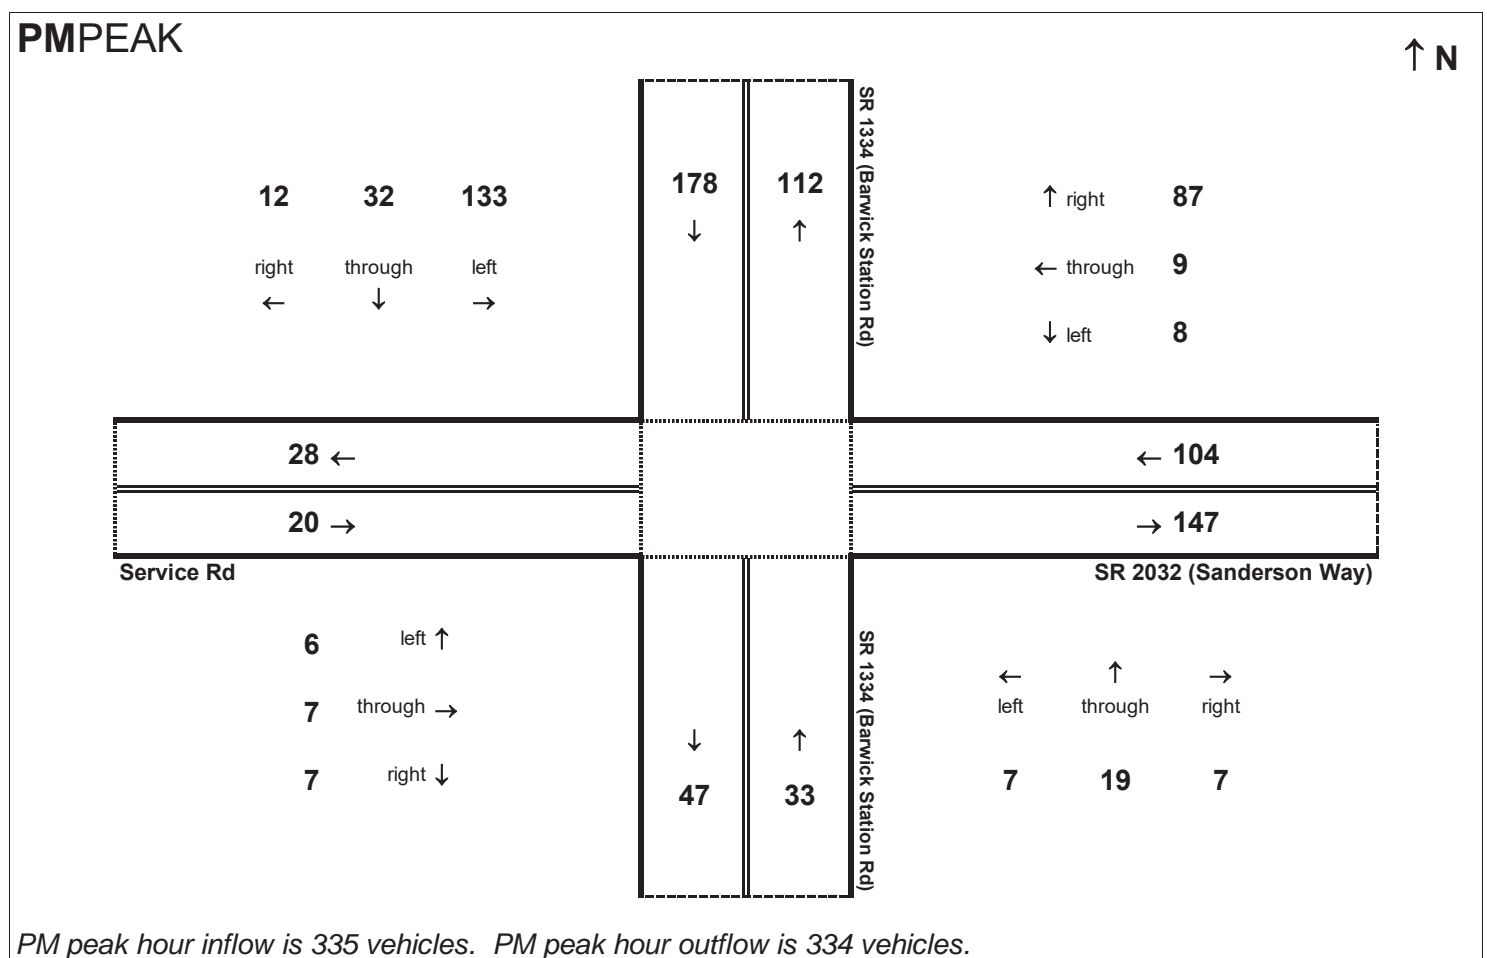 PMPEAK
↑ N
12 32 133
right through left
← ↓ →
178 112
↓ ↑
SR 1334 (Barwick Station Rd)
↑ right 87
← through 9
↓ left 8
28 ←
20 →
← 104
→ 147
Service Rd
SR 2032 (Sanderson Way)
6 left ↑
7 through →
7 right ↓
↓ ↑
47 33
SR 1334 (Barwick Station Rd)
← ↑ →
left through right
7 19 7
PM peak hour inflow is 335 vehicles. PM peak hour outflow is 334 vehicles.